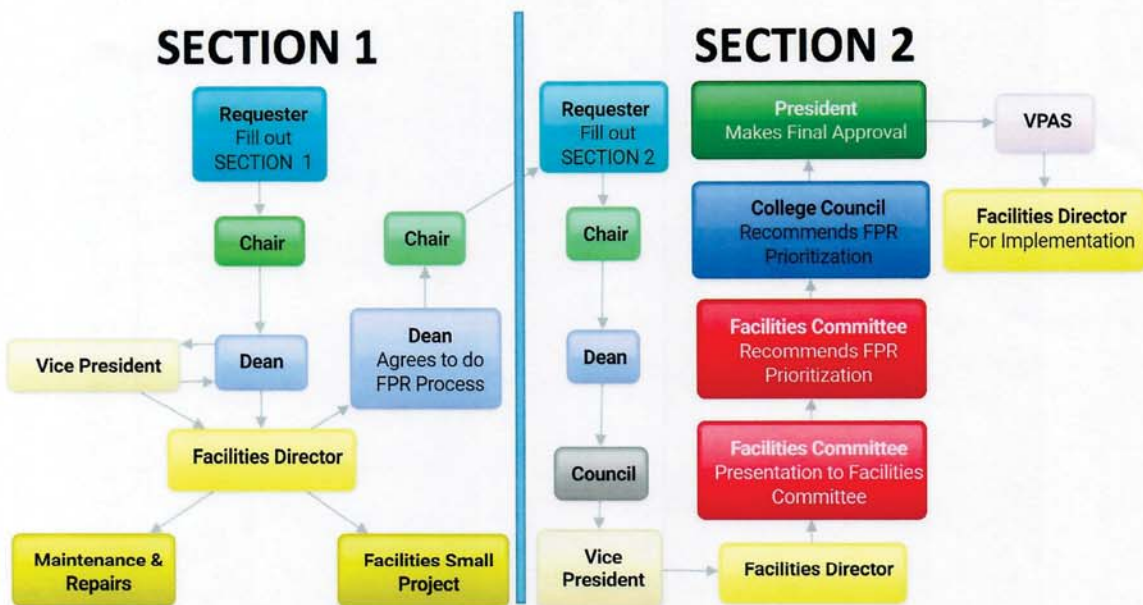 SECTION 1
Requester
Fill out
SECTION 1
Chair
Dean
Vice President
Facilities Director
Maintenance &
Repairs
Facilities Small
Project
Dean
Agrees to do
FPR Process
Chair
SECTION 2
Requester
Fill out
SECTION 2
Chair
Dean
Council
Vice
President
Facilities Director
Facilities Committee
Presentation to Facilities
Committee
Facilities Committee
Recommends FPR
Prioritization
College Council
Recommends FPR
Prioritization
President
Makes Final Approval
VPAS
Facilities Director
For Implementation